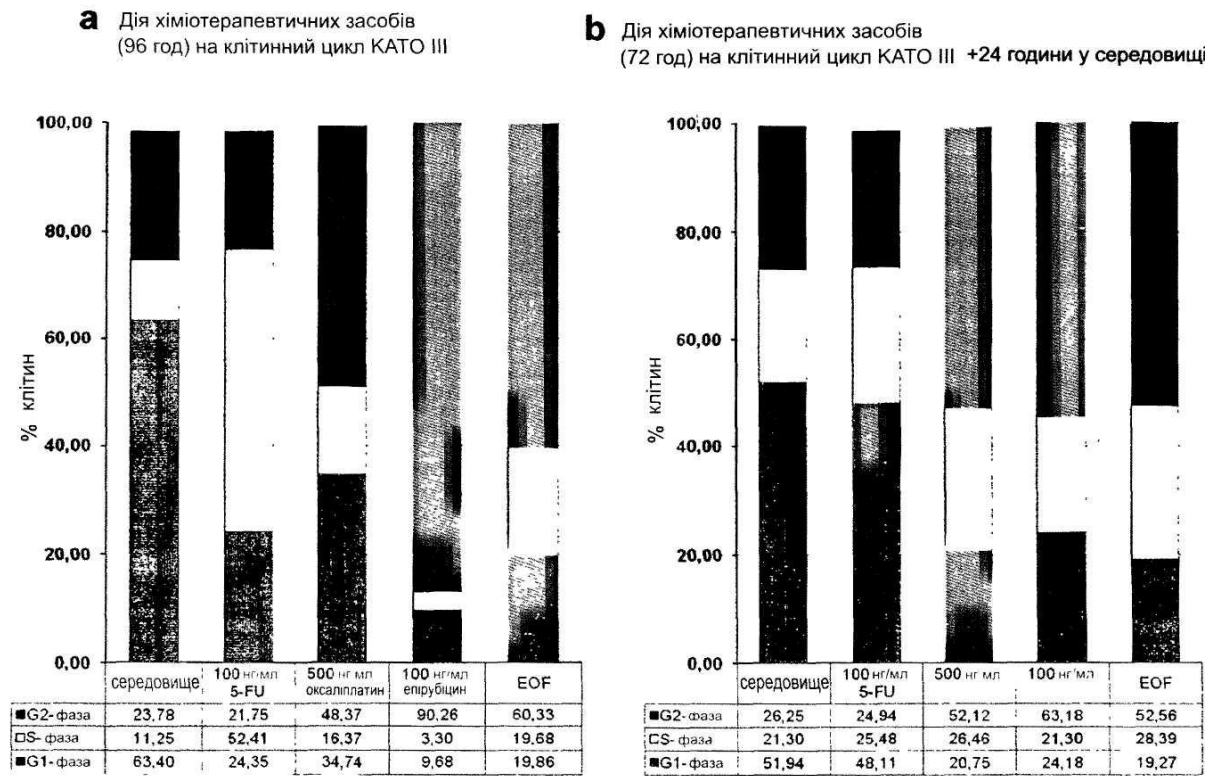 a Дія хіміотерапевтичних засобів
(96 год) на клітинний цикл КАТО III
100,00
80,00
60,00
40,00
20,00
0,00
% клітин
середовище 100 нг/мл 5-FU 500 нг мл оксаліплатин 100 нг/мл епірубіцин EOF
G2- фаза 23,78 21,75 48,37 90,26 60,33
S- фаза 11,25 52,41 16,37 3,30 19,68
G1- фаза 63,40 24,35 34,74 9,68 19,86
b Дія хіміотерапевтичних засобів
(72 год) на клітинний цикл КАТО III +24 години у середовищі
100,00
80,00
60,00
40,00
20,00
0,00
% клітин
середовище 100 нг/мл 5-FU 500 нг мл 100 нг/мл EOF
G2- фаза 26,25 24,94 52,12 63,18 52,56
S- фаза 21,30 25,48 26,46 21,30 28,39
G1- фаза 51,94 48,11 20,75 24,18 19,27